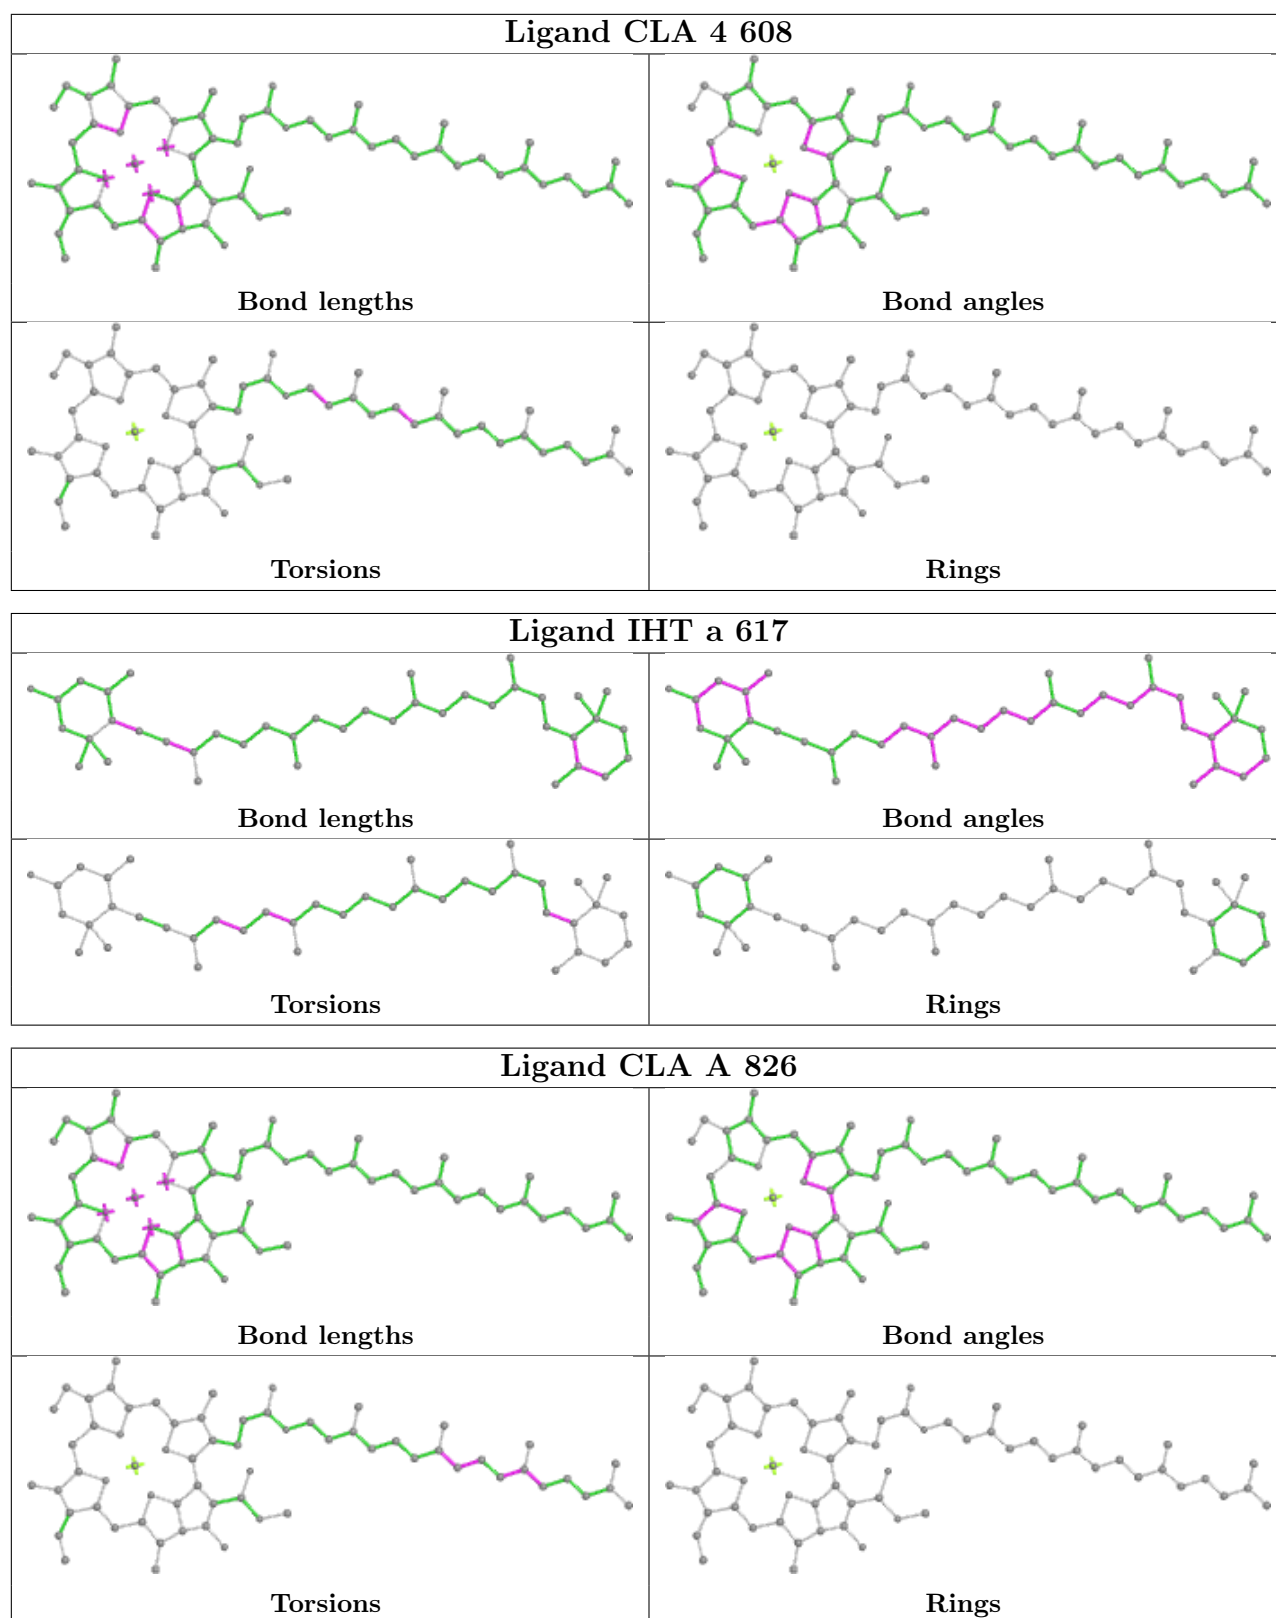 Ligand CLA 4 608
Bond lengths
Bond angles
Torsions
Rings
Ligand IHT a 617
Bond lengths
Bond angles
Torsions
Rings
Ligand CLA A 826
Bond lengths
Bond angles
Torsions
Rings